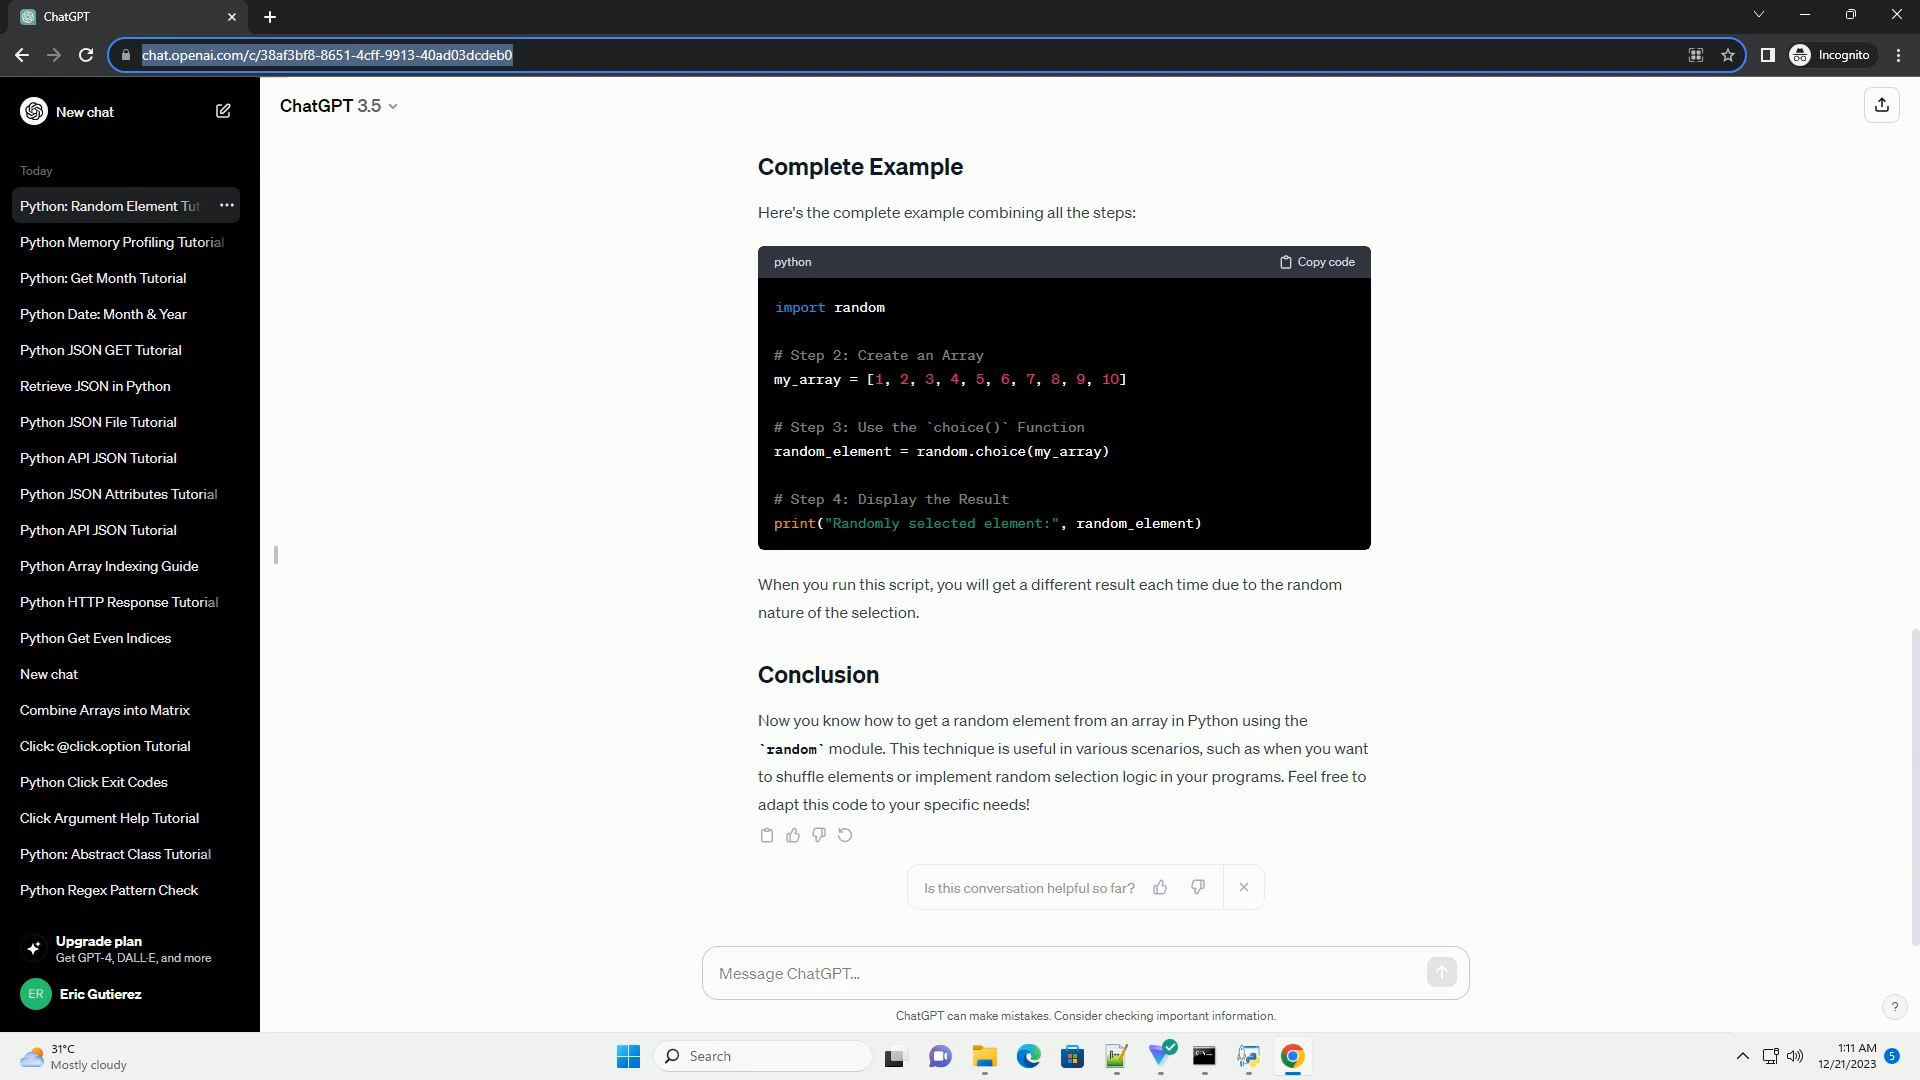 ChatGPT
chat.openai.com/c/38af3bf8-8651-4cff-9913-40ad03dcdeb0
Incognito
New chat
ChatGPT 3.5
Today
Python: Random Element Tut
Python Memory Profiling Tutorial
Python: Get Month Tutorial
Python Date: Month & Year
Python JSON GET Tutorial
Retrieve JSON in Python
Python JSON File Tutorial
Python API JSON Tutorial
Python JSON Attributes Tutorial
Python API JSON Tutorial
Python Array Indexing Guide
Python HTTP Response Tutorial
Python Get Even Indices
New chat
Combine Arrays into Matrix
Click: @click.option Tutorial
Python Click Exit Codes
Click Argument Help Tutorial
Python: Abstract Class Tutorial
Python Regex Pattern Check
Upgrade plan
Get GPT-4, DALL·E, and more
ER
Eric Gutierez
Complete Example
Here's the complete example combining all the steps:
python
Copy code
import random
# Step 2: Create an Array
my_array = [1, 2, 3, 4, 5, 6, 7, 8, 9, 10]
# Step 3: Use the `choice()` Function
random_element = random.choice(my_array)
# Step 4: Display the Result
print("Randomly selected element:", random_element)
When you run this script, you will get a different result each time due to the random
nature of the selection.
Conclusion
Now you know how to get a random element from an array in Python using the
`random` module. This technique is useful in various scenarios, such as when you want
to shuffle elements or implement random selection logic in your programs. Feel free to
adapt this code to your specific needs!
Is this conversation helpful so far?
Message ChatGPT...
ChatGPT can make mistakes. Consider checking important information.
?
31°C
Mostly cloudy
Search
1:11 AM
12/21/2023
5